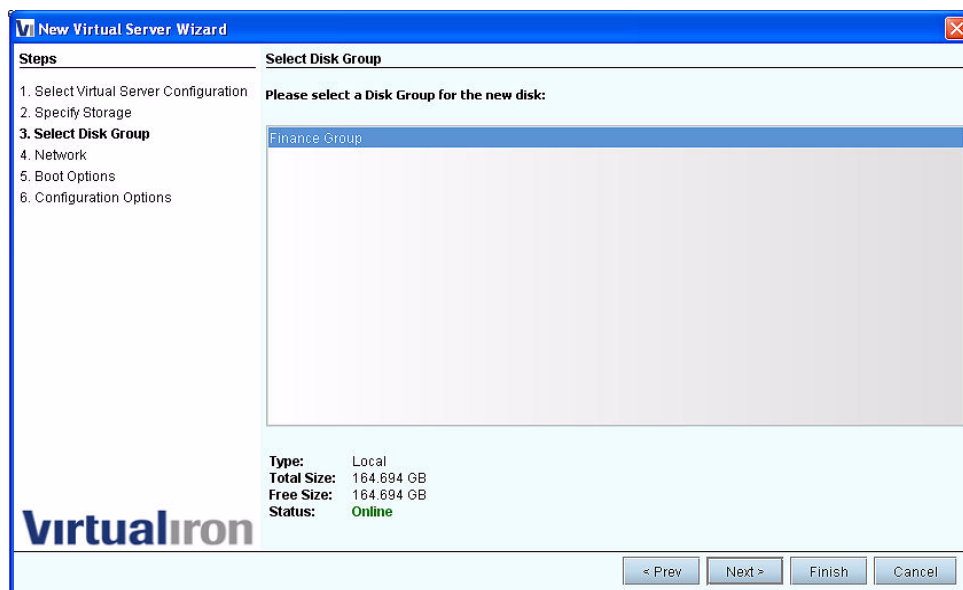 New Virtual Server Wizard
Steps
1. Select Virtual Server Configuration
2. Specify Storage
3. Select Disk Group
4. Network
5. Boot Options
6. Configuration Options
Select Disk Group
Please select a Disk Group for the new disk:
Finance Group
Type: Local
Total Size: 164.694 GB
Free Size: 164.694 GB
Status: Online
Virtualiron
< Prev
Next >
Finish
Cancel